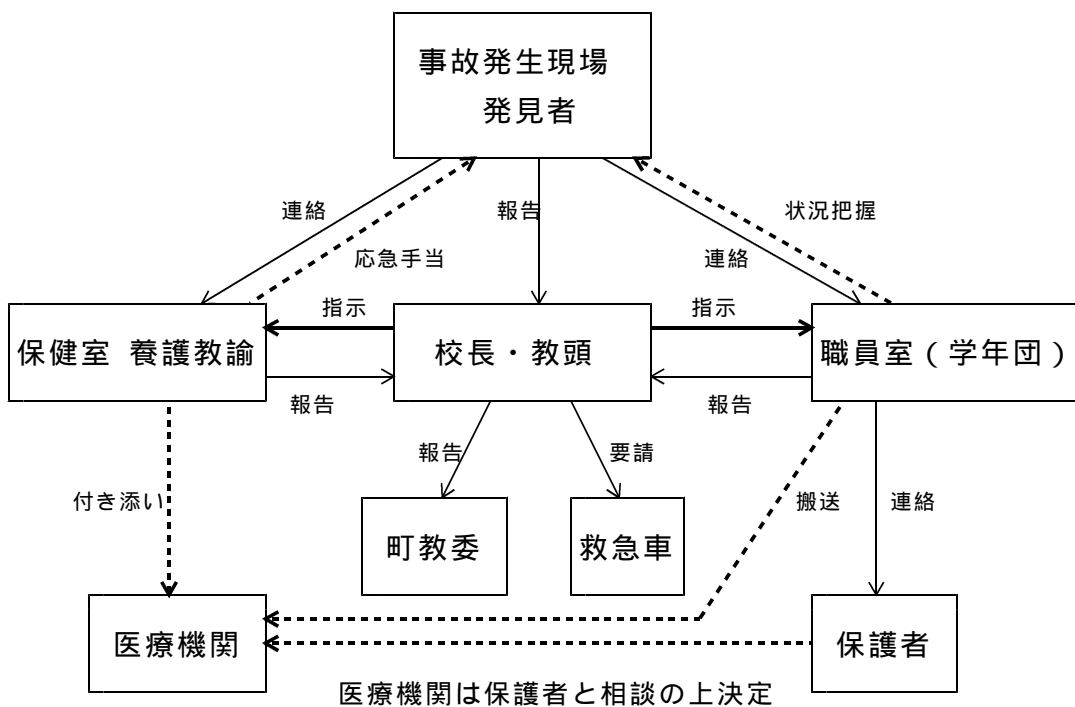 事故発生現場
発見者
連絡
報告
状況把握
応急手当
連絡
指示
指示
保健室 養護教諭
校長・教頭
職員室(学年団)
報告
報告
報告
要請
付き添い
搬送
連絡
町教委
救急車
医療機関
保護者
医療機関は保護者と相談の上決定